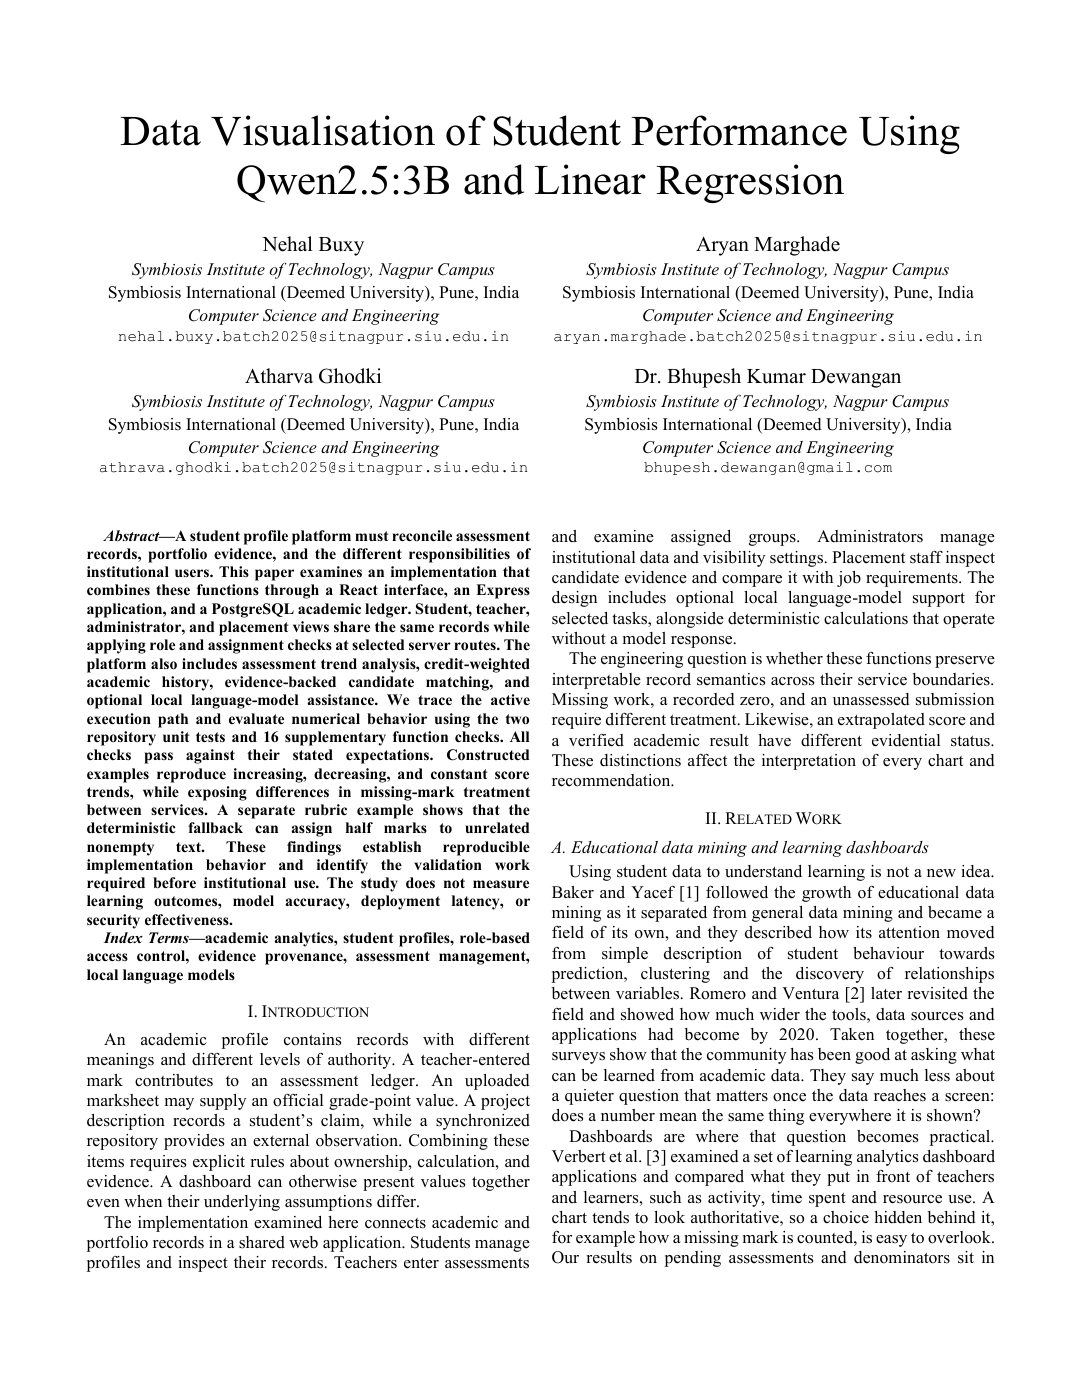 Data Visualisation of Student Performance Using
Qwen2.5:3B and Linear Regression
Nehal Buxy
Symbiosis Institute of Technology, Nagpur Campus
Symbiosis International (Deemed University), Pune, India
Computer Science and Engineering
nehal.buxy.batch2025@sitnagpur.siu.edu.in
Aryan Marghade
Symbiosis Institute of Technology, Nagpur Campus
Symbiosis International (Deemed University), Pune, India
Computer Science and Engineering
aryan.marghade.batch2025@sitnagpur.siu.edu.in
Atharva Ghodki
Symbiosis Institute of Technology, Nagpur Campus
Symbiosis International (Deemed University), Pune, India
Computer Science and Engineering
athrava.ghodki.batch2025@sitnagpur.siu.edu.in
Dr. Bhupesh Kumar Dewangan
Symbiosis Institute of Technology, Nagpur Campus
Symbiosis International (Deemed University), India
Computer Science and Engineering
bhupesh.dewangan@gmail.com
Abstract—A student profile platform must reconcile assessment
records, portfolio evidence, and the different responsibilities of
institutional users. This paper examines an implementation that
combines these functions through a React interface, an Express
application, and a PostgreSQL academic ledger. Student, teacher,
administrator, and placement views share the same records while
applying role and assignment checks at selected server routes. The
platform also includes assessment trend analysis, credit-weighted
academic history, evidence-backed candidate matching, and
optional local language-model assistance. We trace the active
execution path and evaluate numerical behavior using the two
repository unit tests and 16 supplementary function checks. All
checks pass against their stated expectations. Constructed
examples reproduce increasing, decreasing, and constant score
trends, while exposing differences in missing-mark treatment
between services. A separate rubric example shows that the
deterministic fallback can assign half marks to unrelated
nonempty text. These findings establish reproducible
implementation behavior and identify the validation work
required before institutional use. The study does not measure
learning outcomes, model accuracy, deployment latency, or
security effectiveness.
Index Terms—academic analytics, student profiles, role-based
access control, evidence provenance, assessment management,
local language models
I. INTRODUCTION
An academic profile contains records with different
meanings and different levels of authority. A teacher-entered
mark contributes to an assessment ledger. An uploaded
marksheet may supply an official grade-point value. A project
description records a student’s claim, while a synchronized
repository provides an external observation. Combining these
items requires explicit rules about ownership, calculation, and
evidence. A dashboard can otherwise present values together
even when their underlying assumptions differ.
The implementation examined here connects academic and
portfolio records in a shared web application. Students manage
profiles and inspect their records. Teachers enter assessments
and examine assigned groups. Administrators manage
institutional data and visibility settings. Placement staff inspect
candidate evidence and compare it with job requirements. The
design includes optional local language-model support for
selected tasks, alongside deterministic calculations that operate
without a model response.
The engineering question is whether these functions preserve
interpretable record semantics across their service boundaries.
Missing work, a recorded zero, and an unassessed submission
require different treatment. Likewise, an extrapolated score and
a verified academic result have different evidential status.
These distinctions affect the interpretation of every chart and
recommendation.
II. RELATED WORK
A. Educational data mining and learning dashboards
Using student data to understand learning is not a new idea.
Baker and Yacef [1] followed the growth of educational data
mining as it separated from general data mining and became a
field of its own, and they described how its attention moved
from simple description of student behaviour towards
prediction, clustering and the discovery of relationships
between variables. Romero and Ventura [2] later revisited the
field and showed how much wider the tools, data sources and
applications had become by 2020. Taken together, these
surveys show that the community has been good at asking what
can be learned from academic data. They say much less about
a quieter question that matters once the data reaches a screen:
does a number mean the same thing everywhere it is shown?
Dashboards are where that question becomes practical.
Verbert et al. [3] examined a set of learning analytics dashboard
applications and compared what they put in front of teachers
and learners, such as activity, time spent and resource use. A
chart tends to look authoritative, so a choice hidden behind it,
for example how a missing mark is counted, is easy to overlook.
Our results on pending assessments and denominators sit in